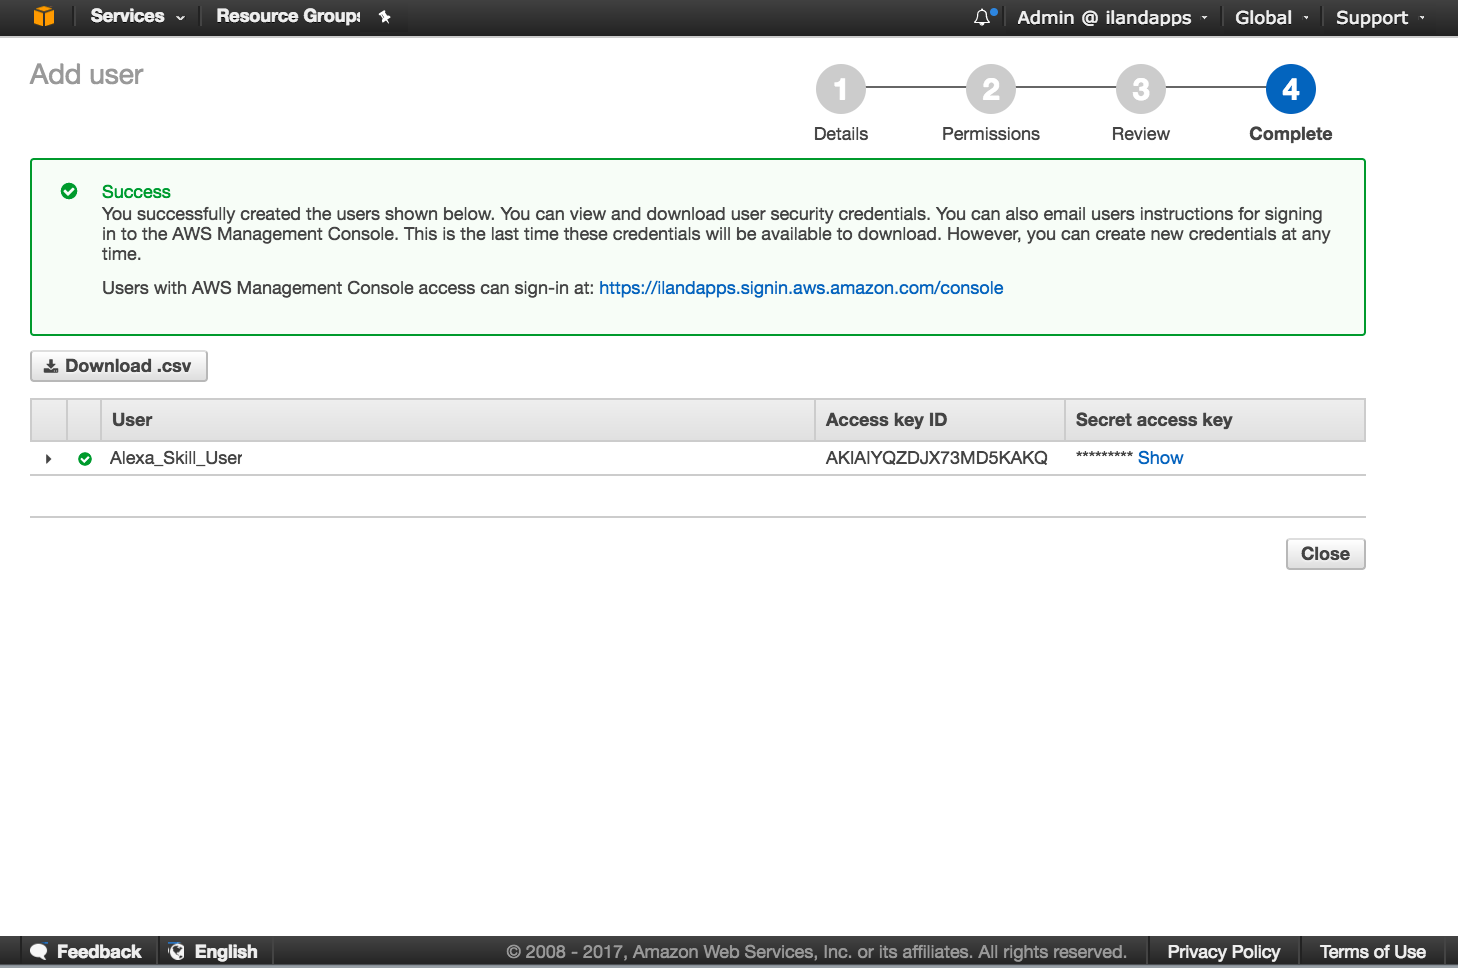 Services
Resource Groups
Admin @ ilandapps
Global
Support
Add user
1
2
3
4
Details
Permissions
Review
Complete
Success
You successfully created the users shown below. You can view and download user security credentials. You can also email users instructions for signing
in to the AWS Management Console. This is the last time these credentials will be available to download. However, you can create new credentials at any
time.
Users with AWS Management Console access can sign-in at: https://ilandapps.signin.aws.amazon.com/console
Download .csv
User Access key ID Secret access key
Alexa_Skill_User AKIAIYQZDJX73MD5KAKQ ********* Show
Close
Feedback
English
© 2008 - 2017, Amazon Web Services, Inc. or its affiliates. All rights reserved.
Privacy Policy
Terms of Use